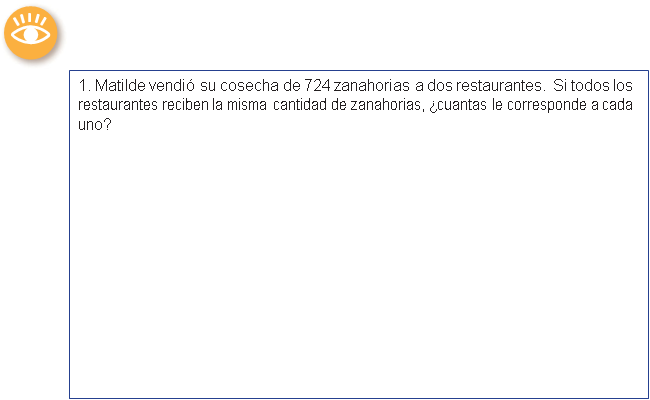 1. Matilde vendió su cosecha de 724 zanahorias a dos restaurantes. Si todos los
restaurantes reciben la misma cantidad de zanahorias, ¿cuantas le corresponde a cada
uno?